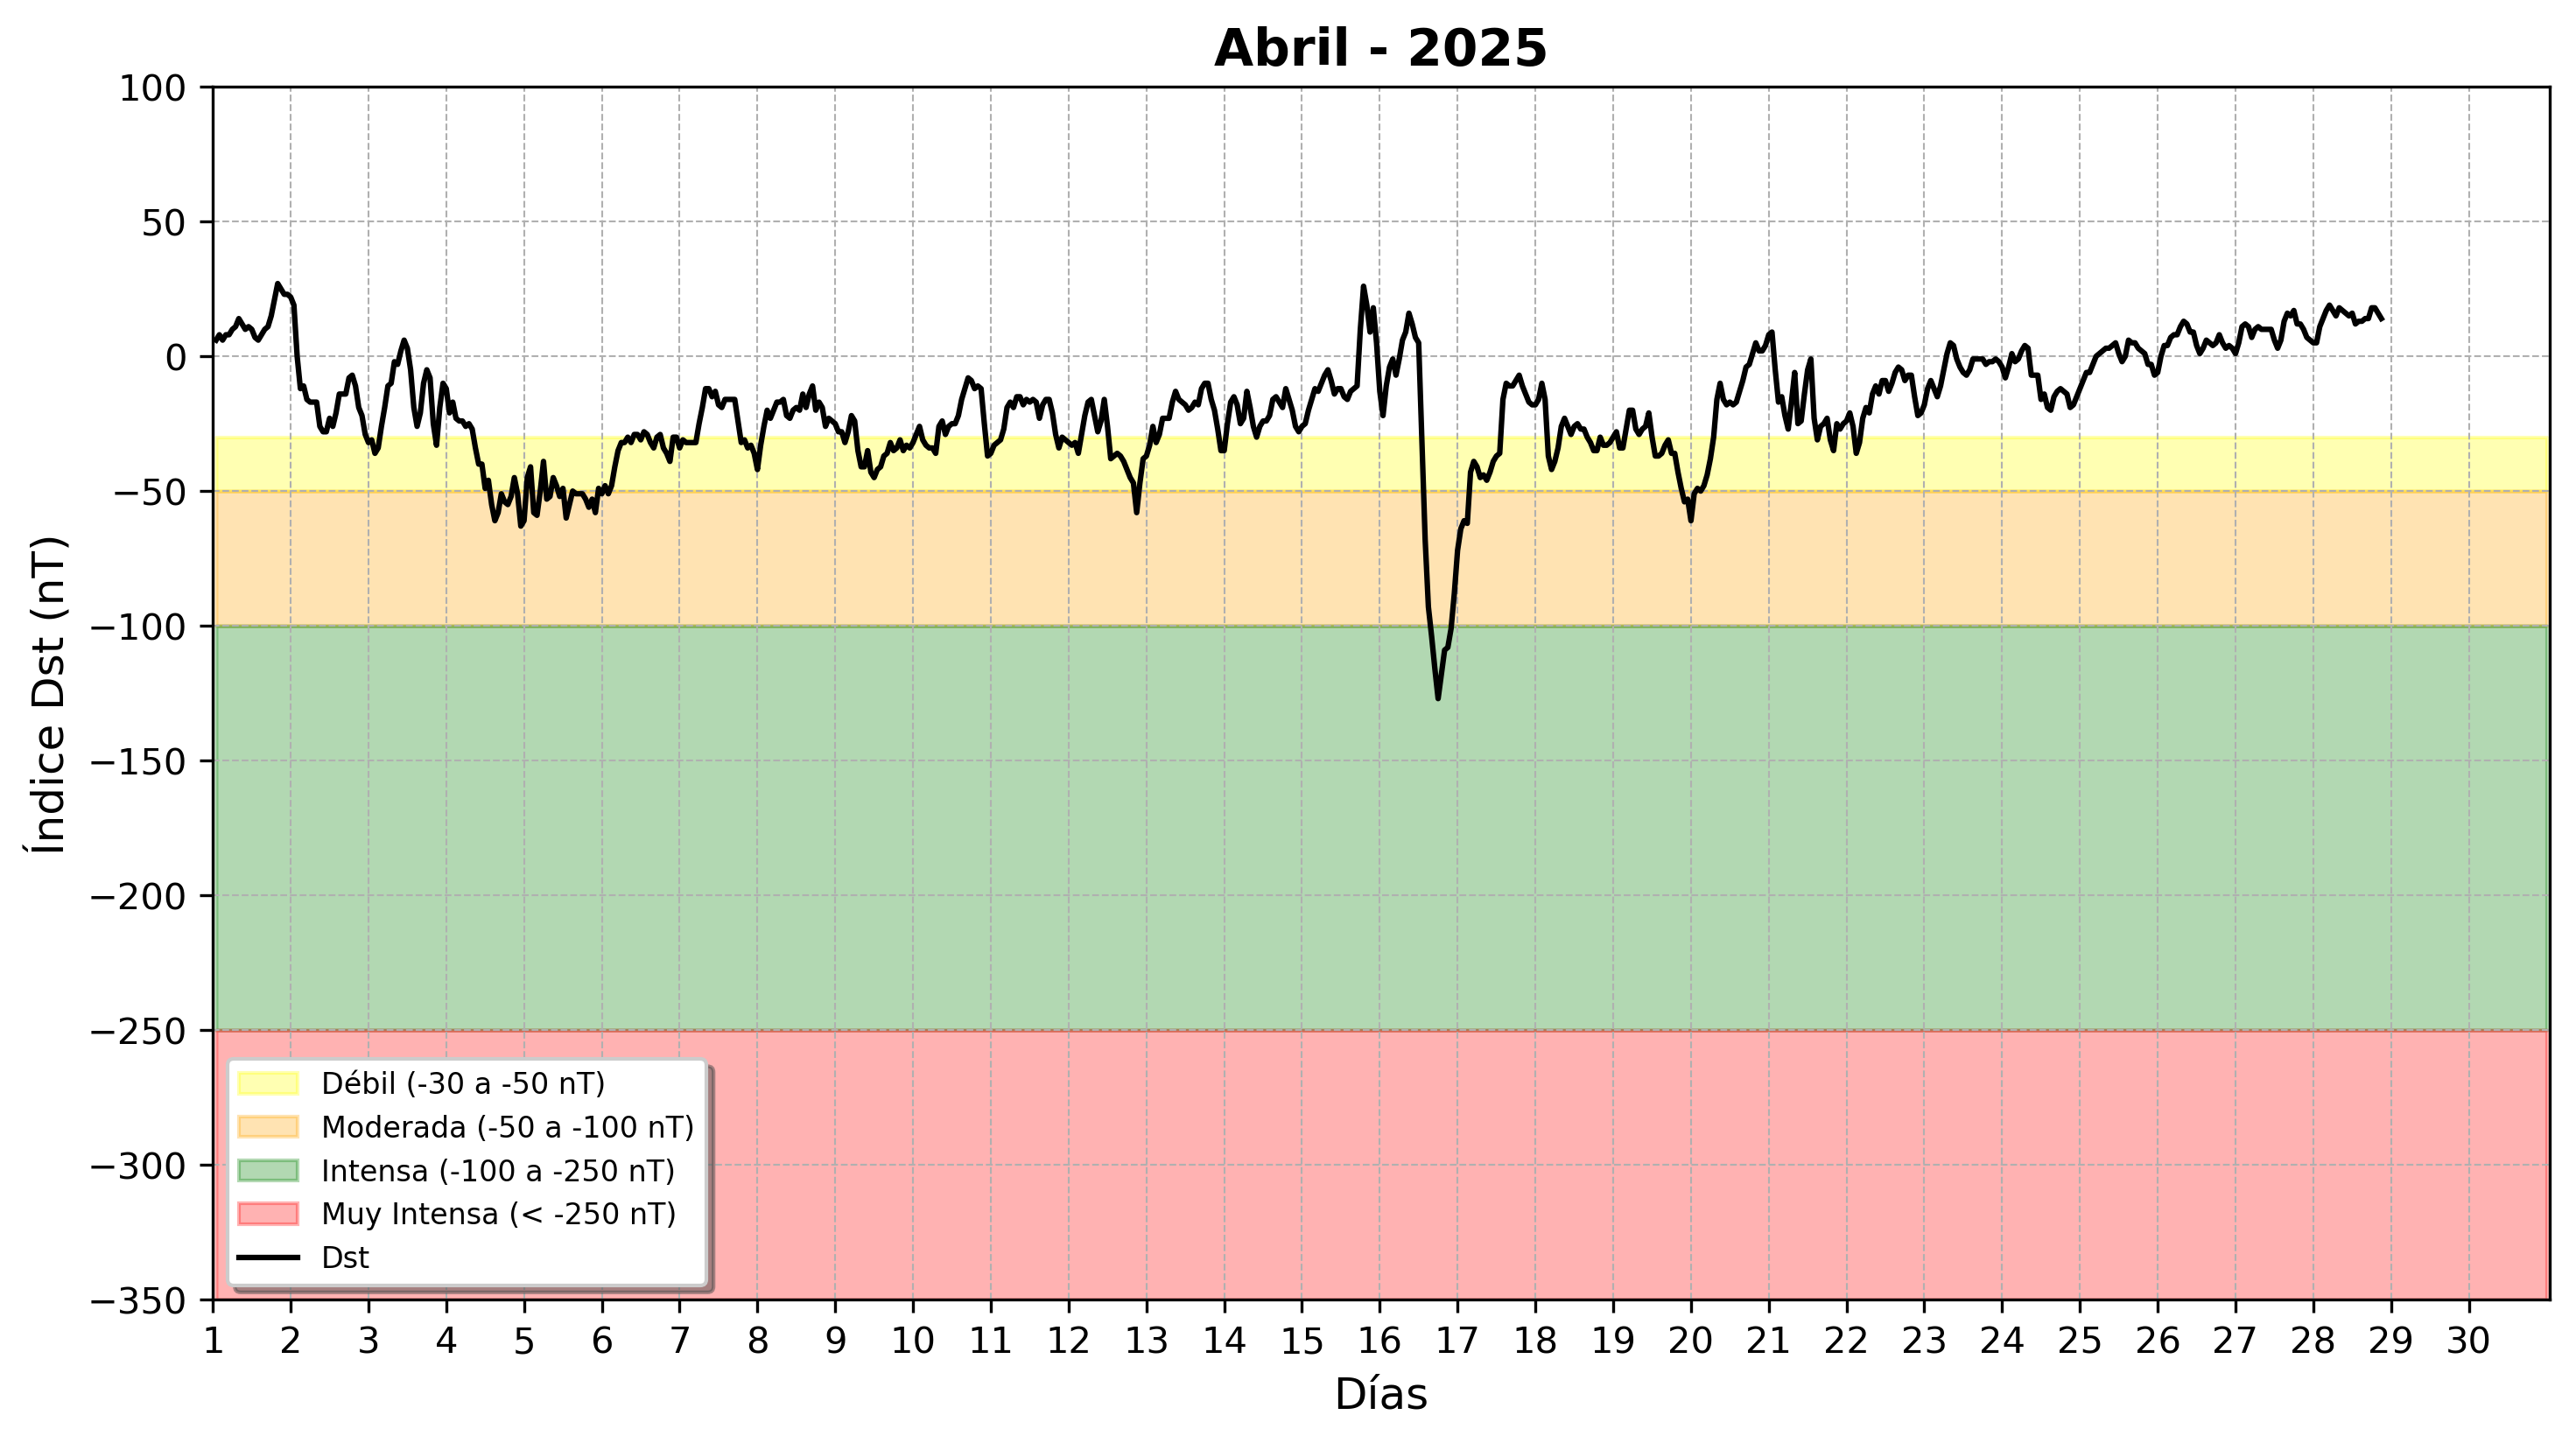 Abril - 2025
100
50
0
−50
−100
−150
−200
−250
−300
−350
Índice Dst (nT)
Débil (-30 a -50 nT)
Moderada (-50 a -100 nT)
Intensa (-100 a -250 nT)
Muy Intensa (< -250 nT)
Dst
1 2 3 4 5 6 7 8 9 10 11 12 13 14 15 16 17 18 19 20 21 22 23 24 25 26 27 28 29 30
Días